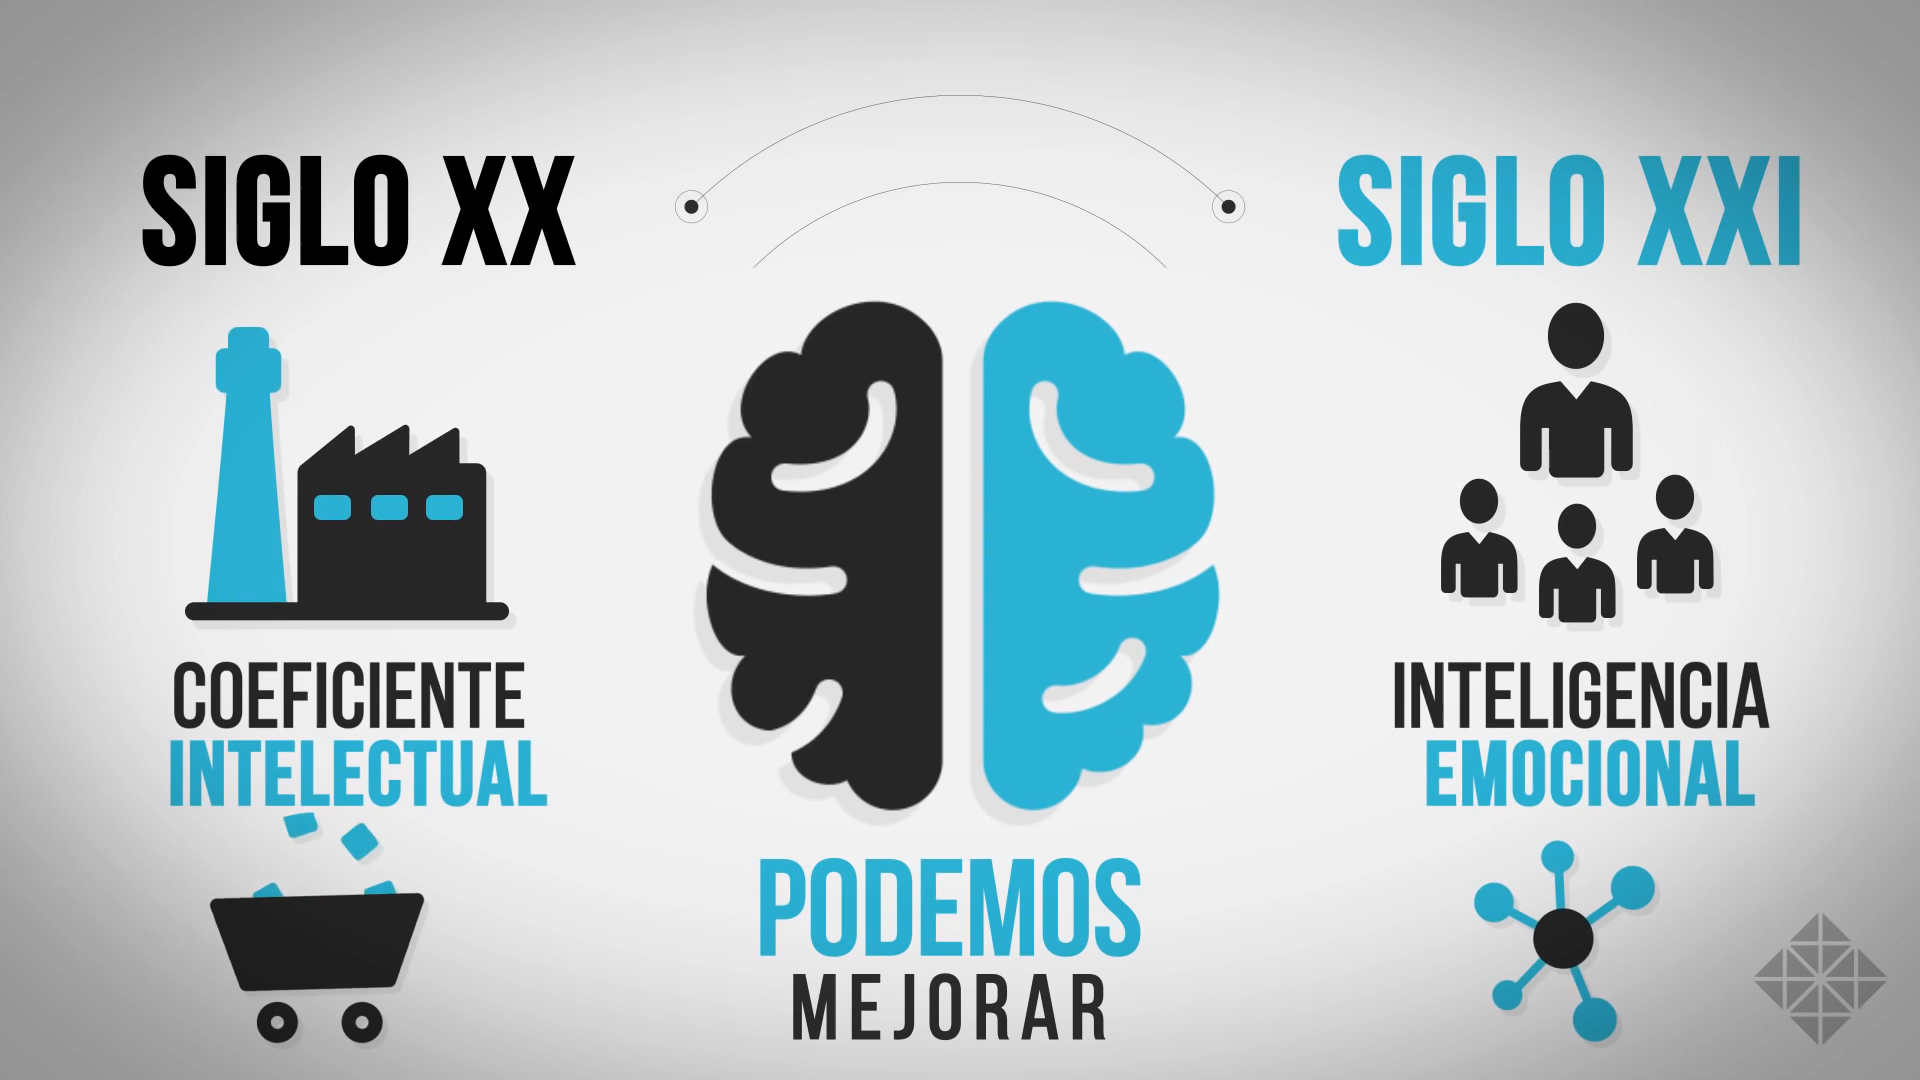 SIGLO XX
SIGLO XXI
COEFICIENTE
INTELECTUAL
INTELIGENCIA
EMOCIONAL
PODEMOS
MEJORAR